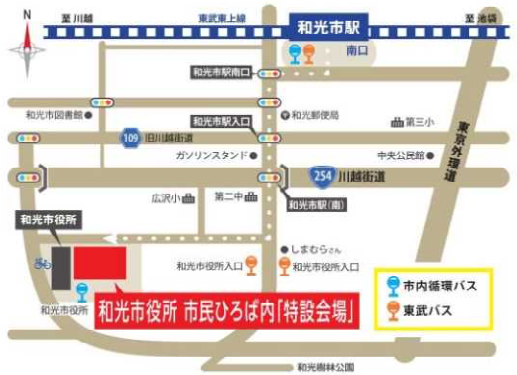 N
至 川越
東武東上線
和光市駅
至 池袋
南口
和光市駅南口
和光市図書館
和光市駅入口
和光郵便局
第三小
109 旧川越街道
東京外環道
ガソリンスタンド
中央公民館
254 川越街道
広沢小
第二中
和光市駅(南)
和光市役所
しまむらさん
和光市役所入口
和光市役所入口
市内循環バス
東武バス
和光市役所
和光市役所 市民ひろば内「特設会場」
和光樹林公園